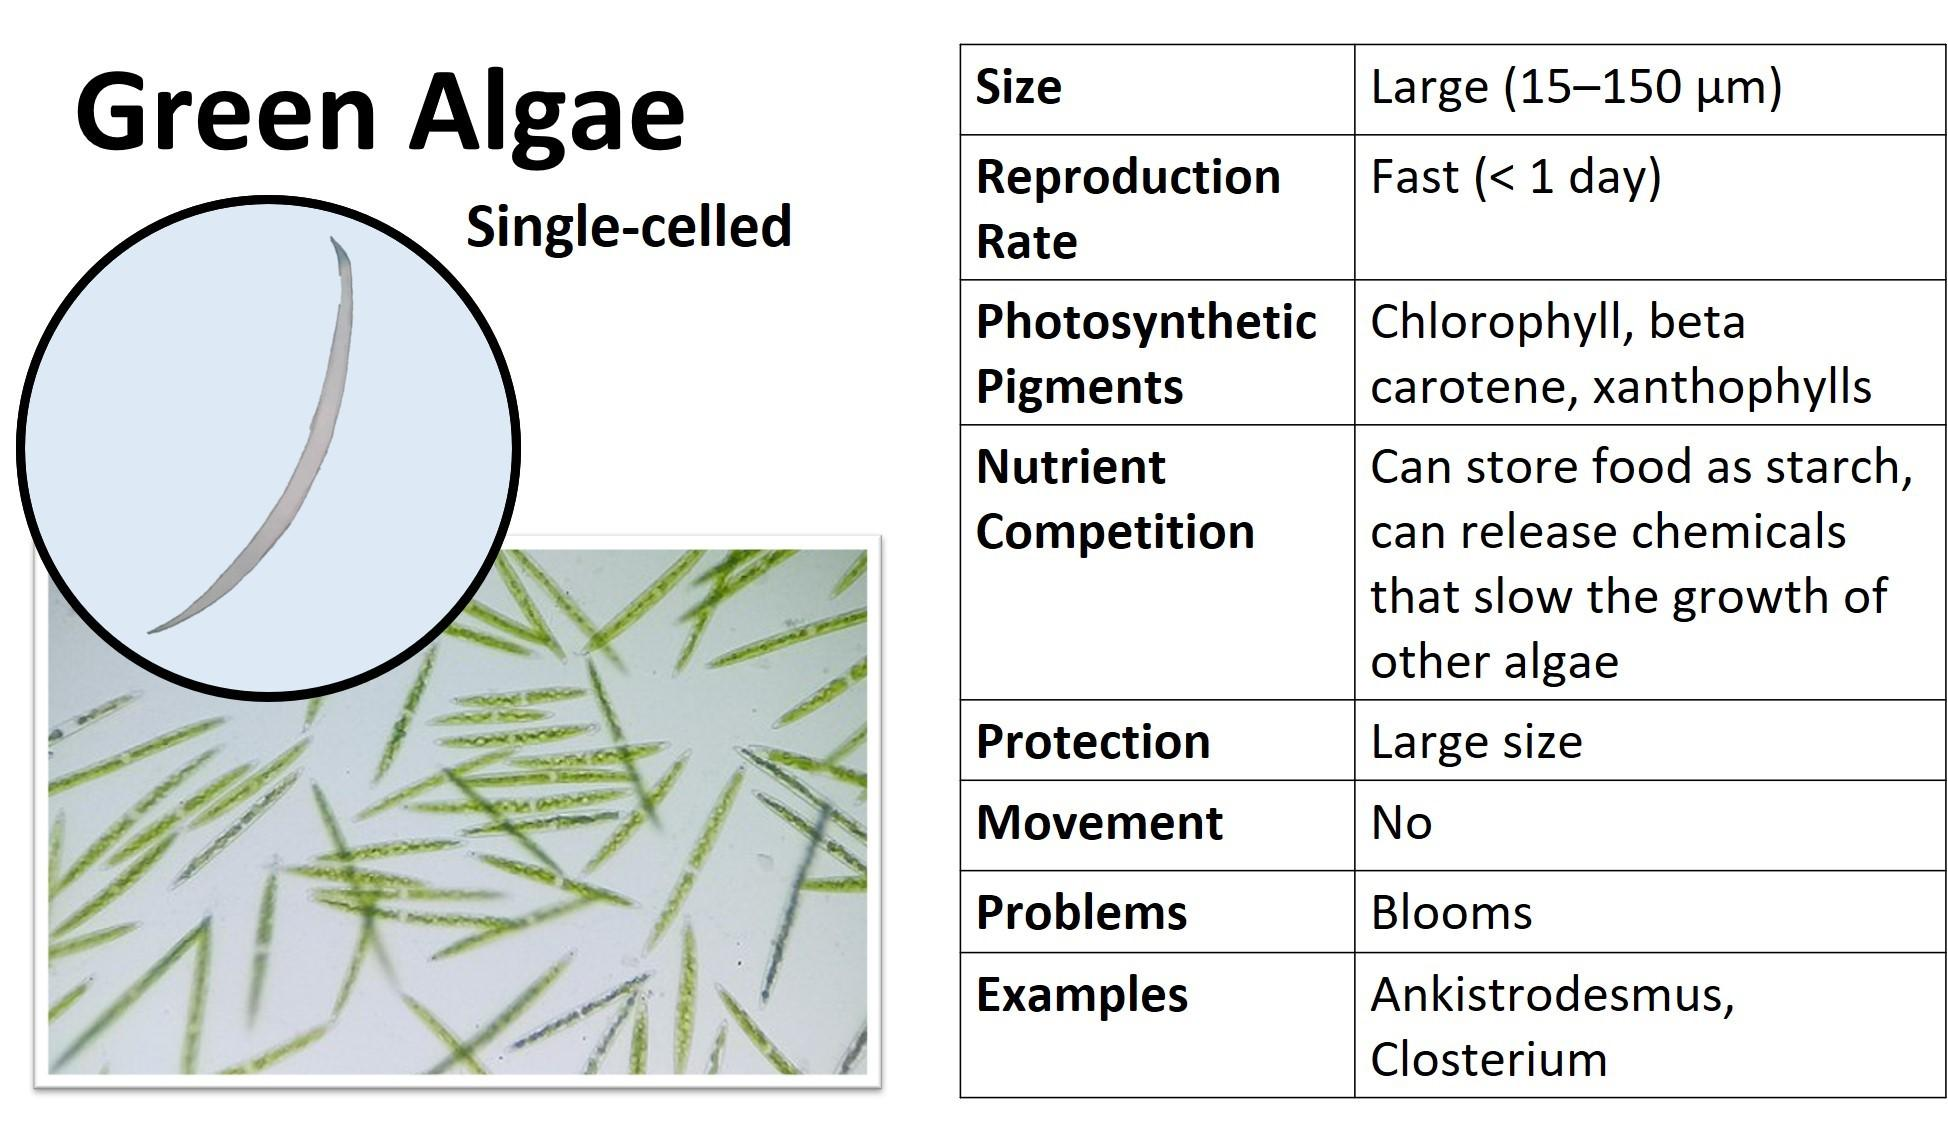 Green Algae
Single-celled
Size
Large (15–150 µm)
Reproduction
Rate
Fast (< 1 day)
Photosynthetic
Pigments
Chlorophyll, beta
carotene, xanthophylls
Nutrient
Competition
Can store food as starch,
can release chemicals
that slow the growth of
other algae
Protection
Large size
Movement
No
Problems
Blooms
Examples
Ankistrodesmus,
Closterium